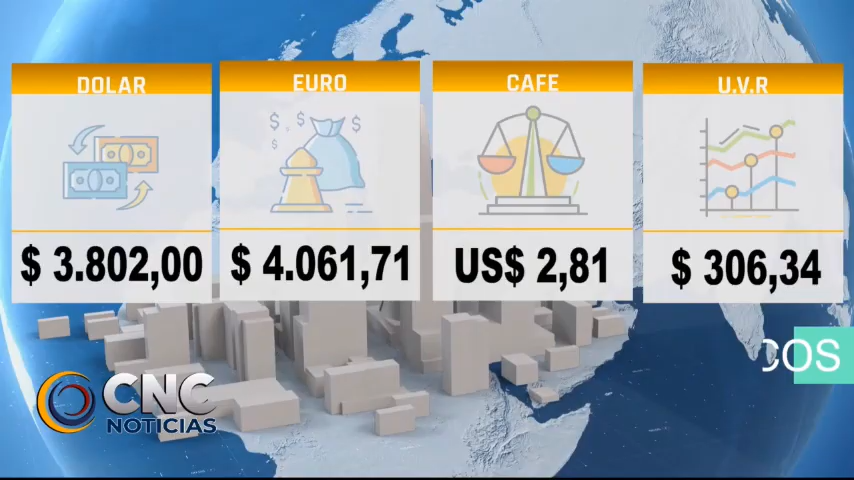 DOLAR
EURO
CAFE
U.V.R
$ 3.802,00
$ 4.061,71
US$ 2,81
$ 306,34
COS
CNC
NOTICIAS